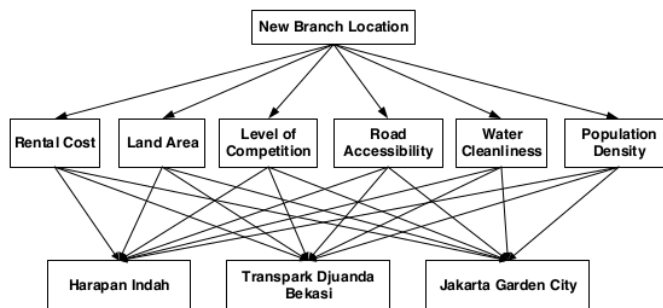 New Branch Location
Rental Cost
Land Area
Level of
Competition
Road
Accessibility
Water
Cleanliness
Population
Density
Harapan Indah
Transpark Djuanda
Bekasi
Jakarta Garden City